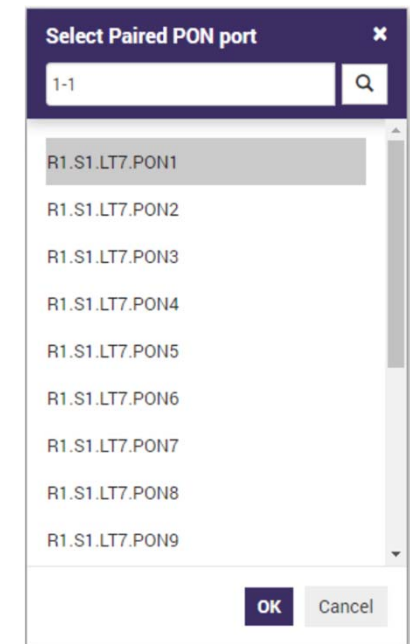 Select Paired PON port ×
1-1
R1.S1.LT7.PON1
R1.S1.LT7.PON2
R1.S1.LT7.PON3
R1.S1.LT7.PON4
R1.S1.LT7.PON5
R1.S1.LT7.PON6
R1.S1.LT7.PON7
R1.S1.LT7.PON8
R1.S1.LT7.PON9
OK Cancel